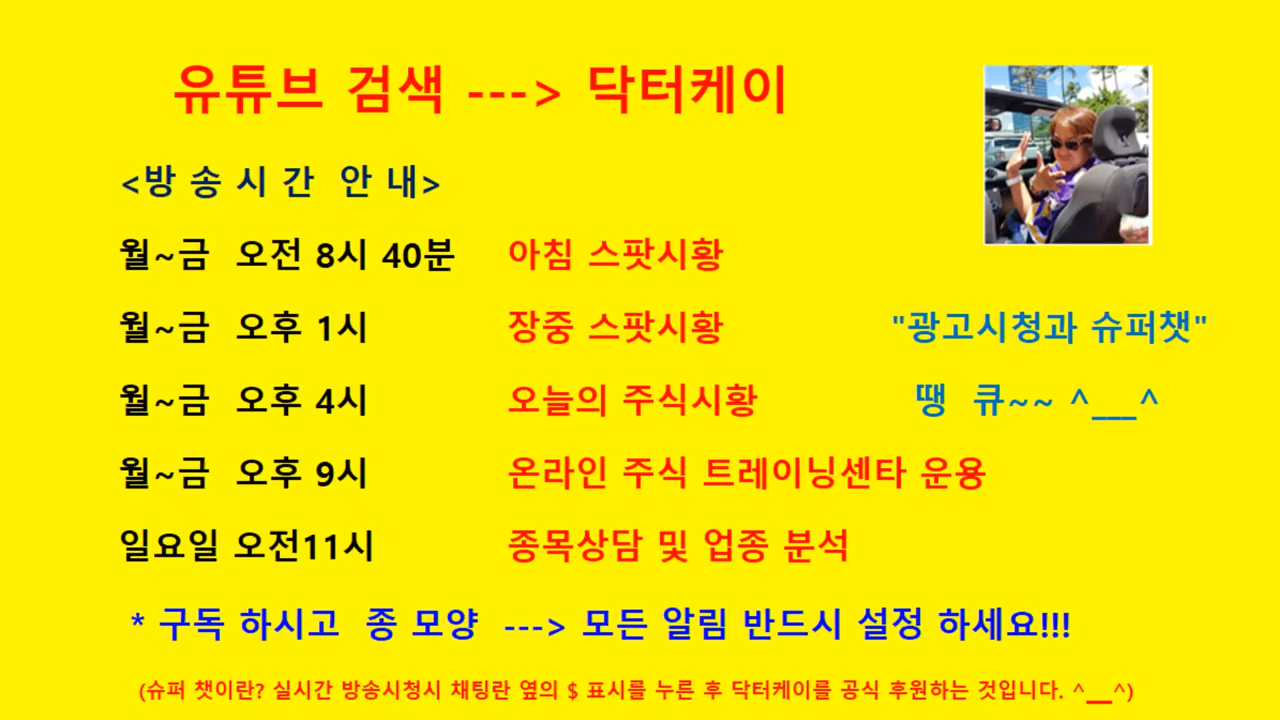 유튜브 검색 ---> 닥터케이
<방 송 시 간 안 내>
월~금 오전 8시 40분 아침 스팟시황
월~금 오후 1시 장중 스팟시황 "광고시청과 슈퍼챗"
월~금 오후 4시 오늘의 주식시황 땡 큐~~ ^___^
월~금 오후 9시 온라인 주식 트레이닝센타 운용
일요일 오전11시 종목상담 및 업종 분석
* 구독 하시고 종 모양 ---> 모든 알림 반드시 설정 하세요!!!
(슈퍼 챗이란? 실시간 방송시청시 채팅란 옆의 $ 표시를 누른 후 닥터케이를 공식 후원하는 것입니다. ^__^)